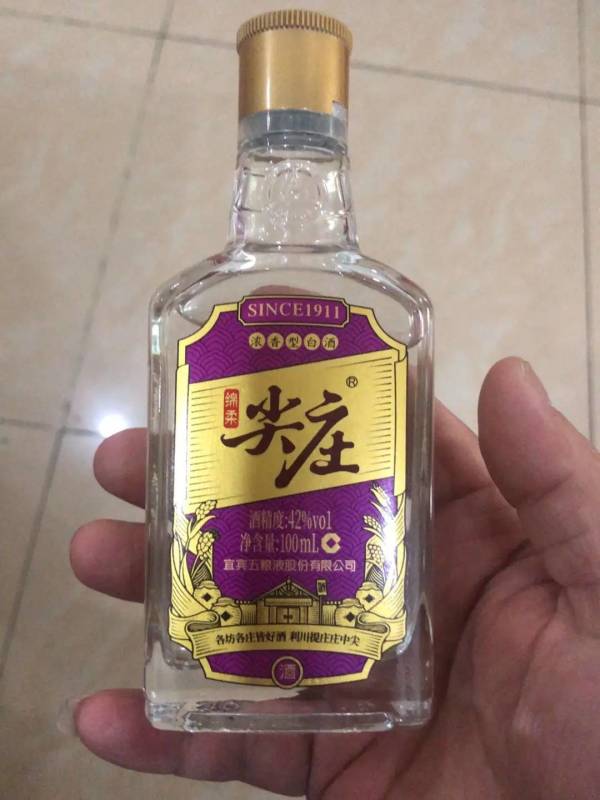 SINCE1911
浓香型白酒
绵柔
尖庄®
酒精度:42%vol
净含量:100mL C
宜宾五粮液股份有限公司
酒
各坊各庄皆好酒 利川提庄庄中尖
酒